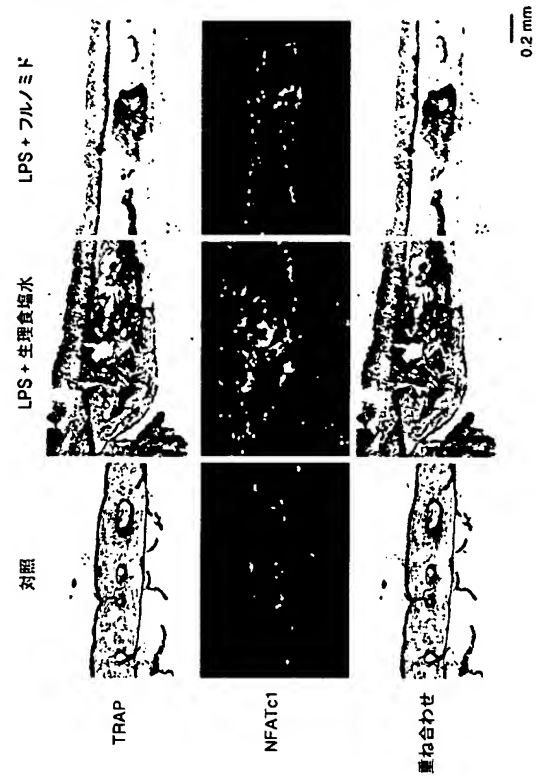 対照
LPS + 生理食塩水
LPS + フルノミド
TRAP
NFATc1
重ね合わせ
0.2 mm